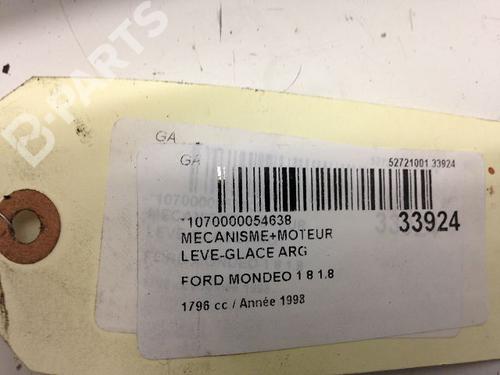 B-PARTS
GA
GA
52721001 33924
*1070000054638
33924
MECANISME+MOTEUR
LEVE-GLACE ARG
FORD MONDEO 1 8 1.8
1796 cc / Année 1998